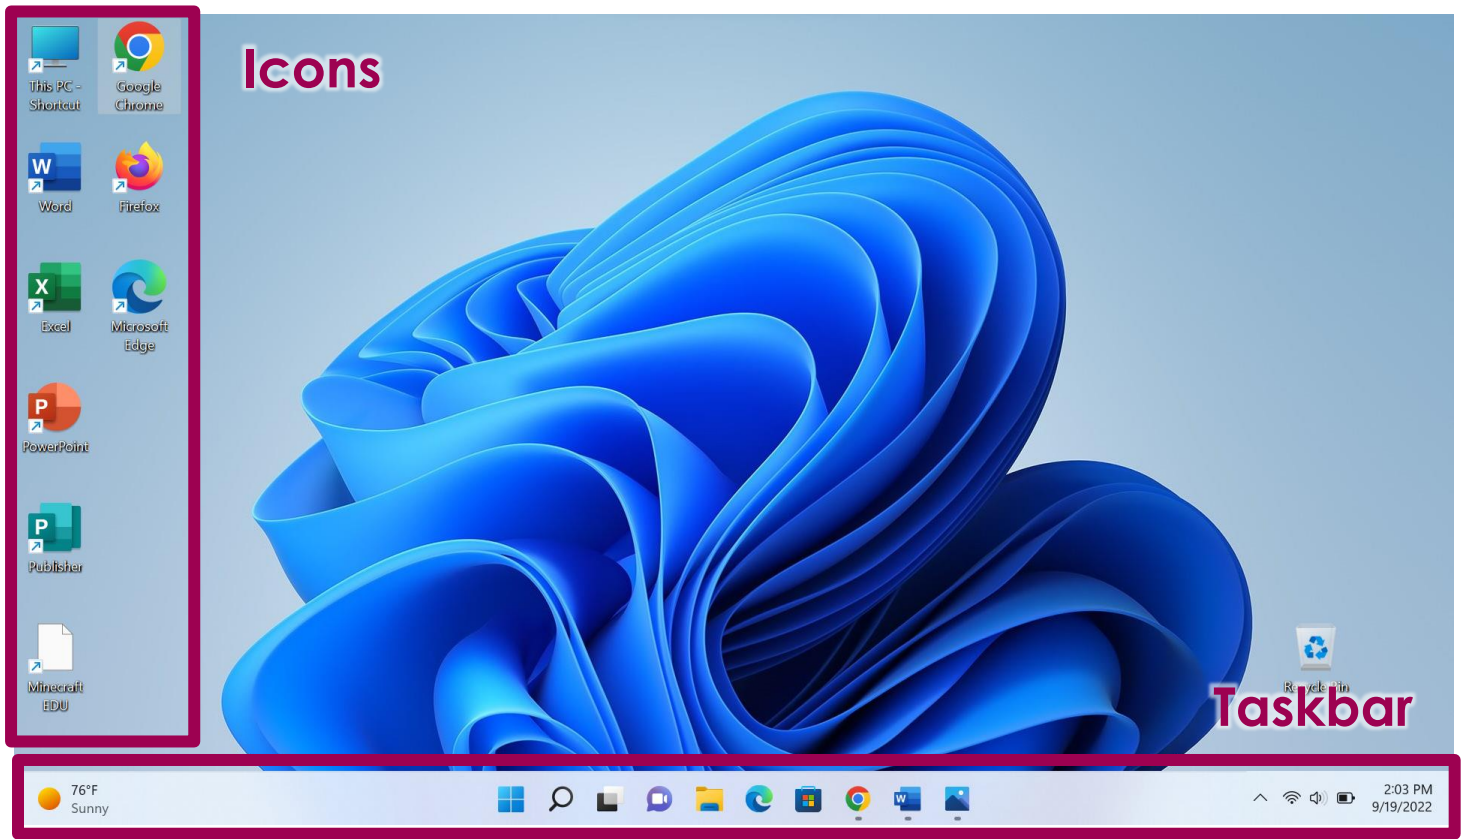 Icons
This PC -
Shortcut
Google
Chrome
W
Word
Firefox
X
Excel
Microsoft
Edge
P
PowerPoint
P
Publisher
Minecraft
EDU
Taskbar
76°F
Sunny
W
2:03 PM
9/19/2022